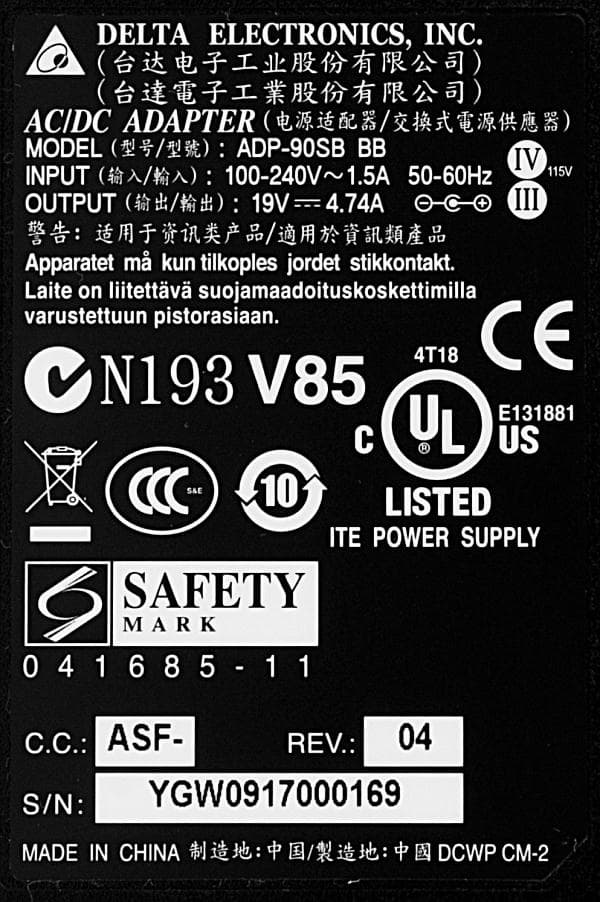 DELTA ELECTRONICS, INC.
(台达电子工业股份有限公司)
(台達電子工業股份有限公司)
AC/DC ADAPTER (电源适配器/交換式電源供應器)
MODEL (型号/型號) : ADP-90SB BB
INPUT (输入/輸入) : 100-240V~1.5A 50-60Hz
IV 115V
OUTPUT (输出/輸出) : 19V⎓4.74A
III
警告: 适用于资讯类产品/適用於資訊類產品
Apparatet må kun tilkoples jordet stikkontakt.
Laite on liitettävä suojamaadoituskoskettimilla
varustettuun pistorasiaan.
CE
N193 V85
4T18
C UL US
®
E131881
LISTED
ITE POWER SUPPLY
CCC S&E
10
SAFETY
MARK
041685-11
C.C.: ASF- REV.: 04
S/N: YGW0917000169
MADE IN CHINA 制造地:中国/製造地:中國 DCWP CM-2